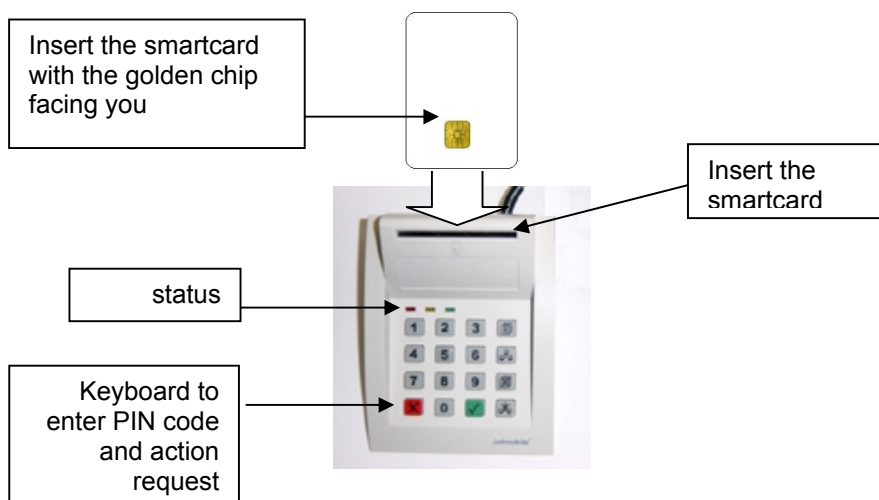 Insert the smartcard
with the golden chip
facing you
Insert the
smartcard
status
1 2 3
4 5 6
7 8 9
0
Keyboard to
enter PIN code
and action
request
Jetmobile